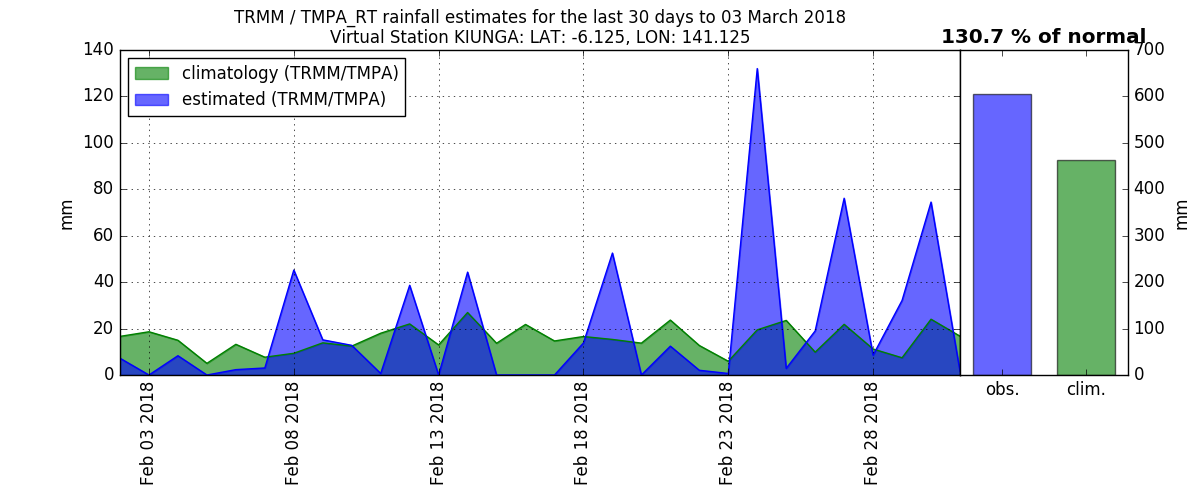 TRMM / TMPA_RT rainfall estimates for the last 30 days to 03 March 2018
Virtual Station KIUNGA: LAT: -6.125, LON: 141.125
130.7 % of normal
climatology (TRMM/TMPA)
estimated (TRMM/TMPA)
140
120
100
80
60
40
20
0
mm
Feb 03 2018
Feb 08 2018
Feb 13 2018
Feb 18 2018
Feb 23 2018
Feb 28 2018
700
600
500
400
300
200
100
0
mm
obs.
clim.